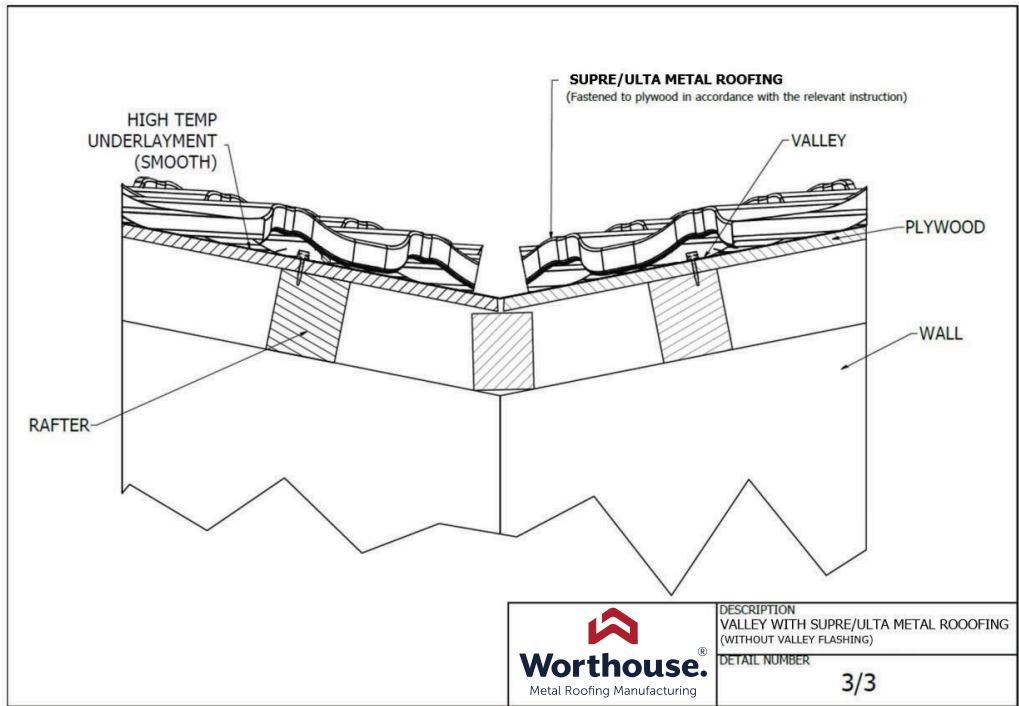 SUPRE/ULTA METAL ROOFING
(Fastened to plywood in accordance with the relevant instruction)
HIGH TEMP
UNDERLAYMENT
(SMOOTH)
VALLEY
PLYWOOD
WALL
RAFTER
Worthouse.®
Metal Roofing Manufacturing
DESCRIPTION
VALLEY WITH SUPRE/ULTA METAL ROOOFING
(WITHOUT VALLEY FLASHING)
DETAIL NUMBER
3/3